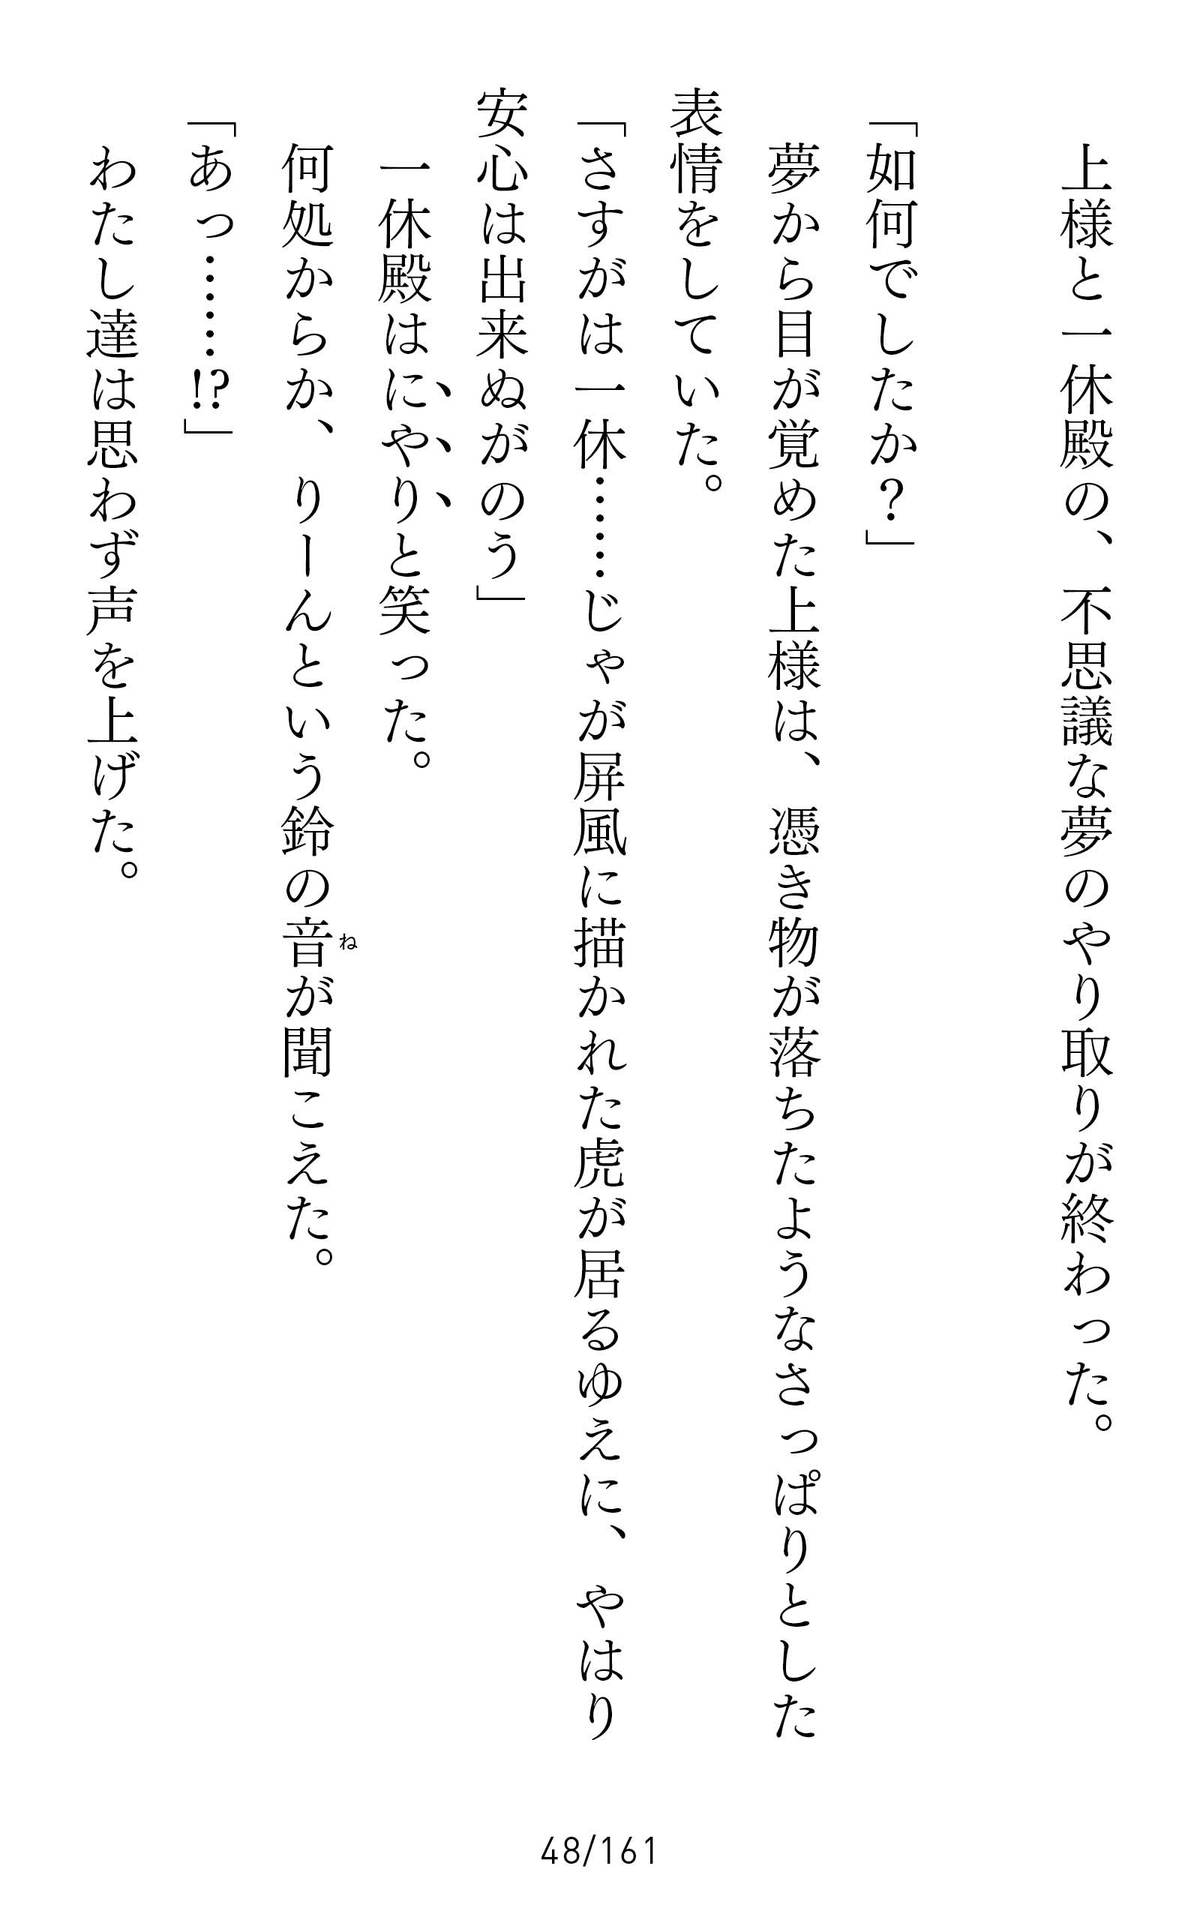 上様と一休殿の、不思議な夢のやり取りが終わった。
「如何でしたか？」
夢から目が覚めた上様は、憑き物が落ちたようなさっぱりとした
表情をしていた。
「さすがは一休……じゃが屏風に描かれた虎が居るゆえに、やはり
安心は出来ぬがのう」
一休殿はにやりと笑った。
何処からか、りーんという鈴の音ねが聞こえた。
「あっ……!?」
わたし達は思わず声を上げた。
48/161